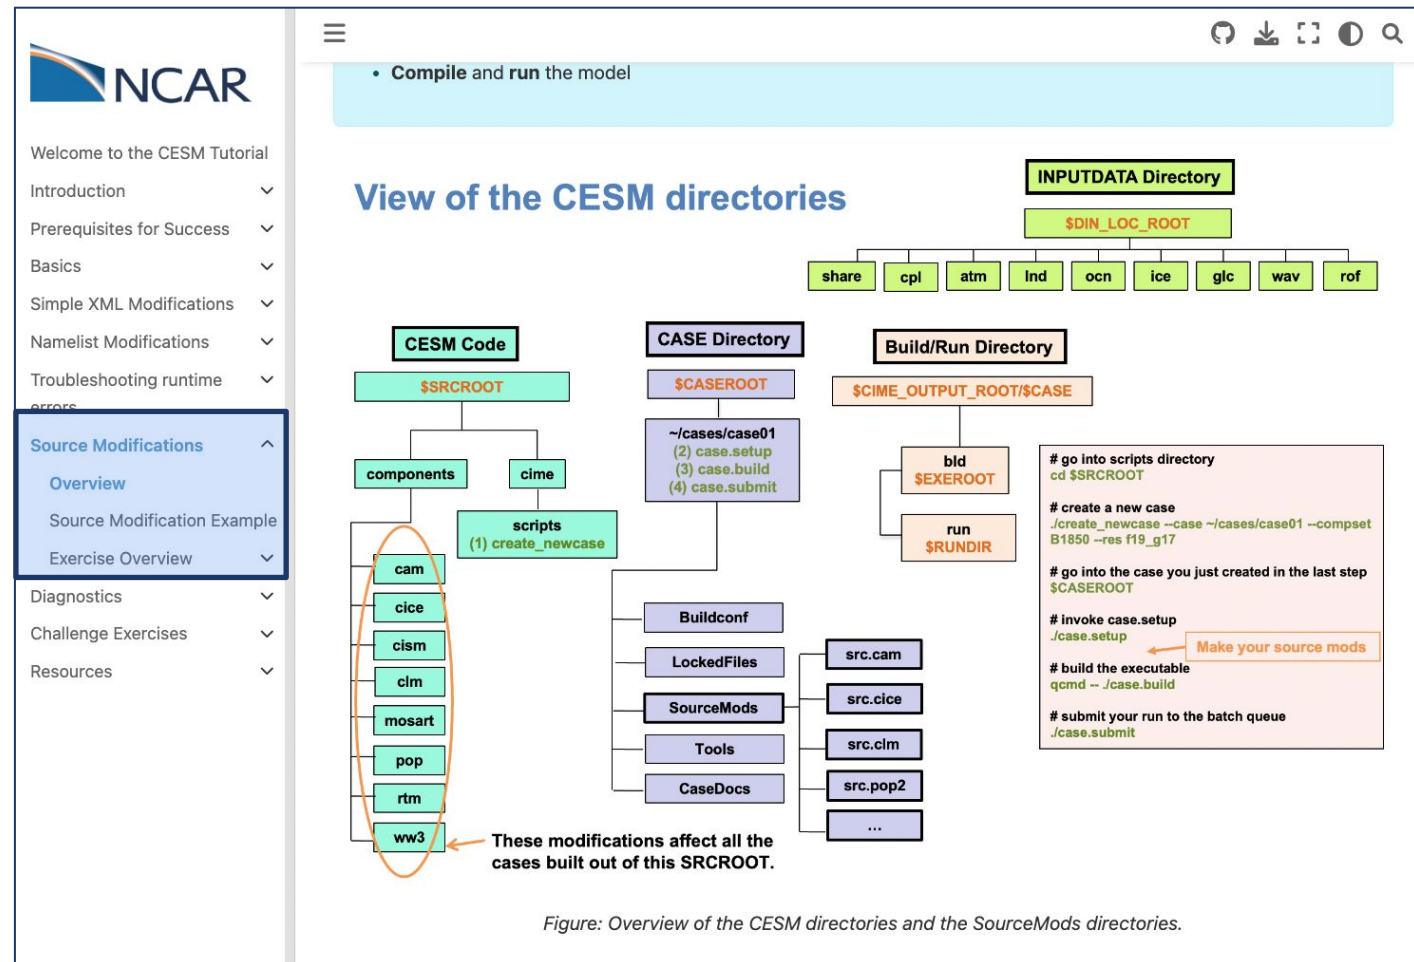 NCAR
Welcome to the CESM Tutorial
Introduction
Prerequisites for Success
Basics
Simple XML Modifications
Namelist Modifications
Troubleshooting runtime
errors
Source Modifications
Overview
Source Modification Example
Exercise Overview
Diagnostics
Challenge Exercises
Resources
• Compile and run the model
View of the CESM directories
INPUTDATA Directory
$DIN_LOC_ROOT
share
cpl
atm
lnd
ocn
ice
glc
wav
rof
CESM Code
$SRCROOT
components
cime
scripts
(1) create_newcase
cam
cice
cism
clm
mosart
pop
rtm
ww3
These modifications affect all the
cases built out of this SRCROOT.
CASE Directory
$CASEROOT
~/cases/case01
(2) case.setup
(3) case.build
(4) case.submit
Buildconf
LockedFiles
SourceMods
Tools
CaseDocs
src.cam
src.cice
src.clm
src.pop2
...
Build/Run Directory
$CIME_OUTPUT_ROOT/$CASE
bld
$EXEROOT
run
$RUNDIR
# go into scripts directory
cd $SRCROOT
# create a new case
./create_newcase --case ~/cases/case01 --compset
B1850 --res f19_g17
# go into the case you just created in the last step
$CASEROOT
# invoke case.setup
./case.setup
Make your source mods
# build the executable
qcmd -- ./case.build
# submit your run to the batch queue
./case.submit
Figure: Overview of the CESM directories and the SourceMods directories.